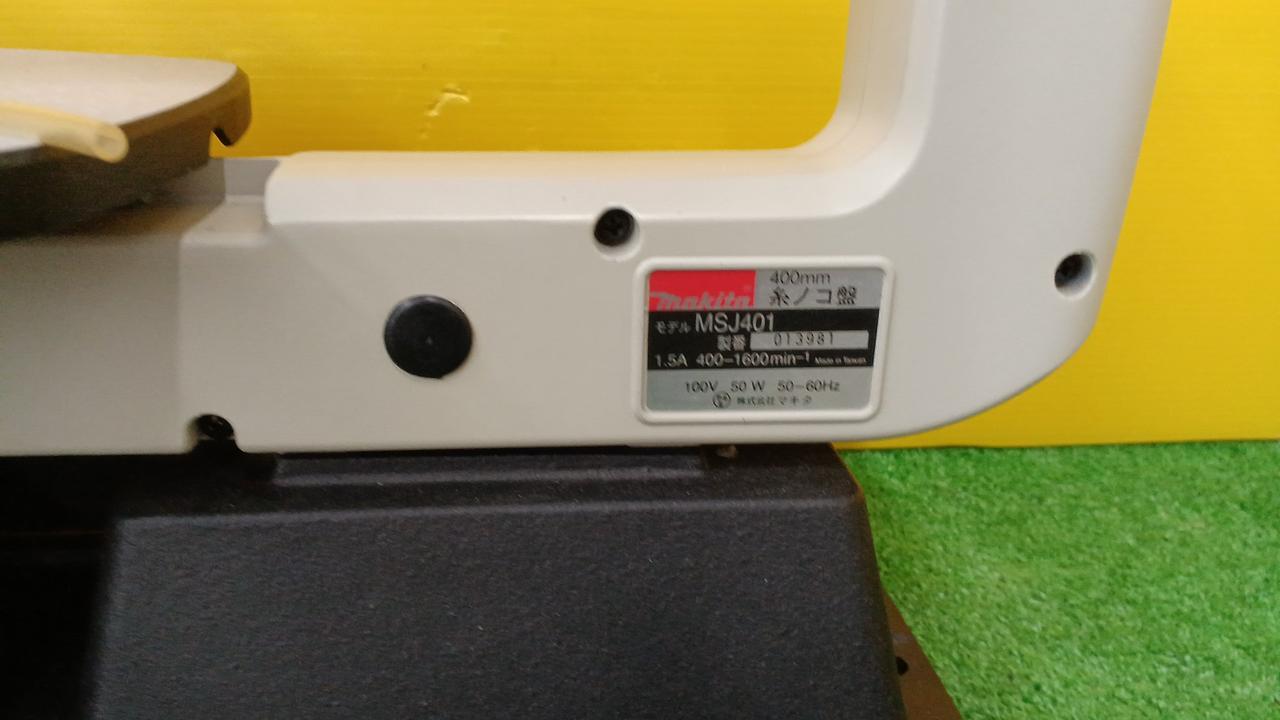 makita
400mm
糸ノコ盤
モデル MSJ401
製番 013981
1.5A 400-1600min-1 Made in Taiwan
100V 50W 50-60Hz
株式会社マキタ